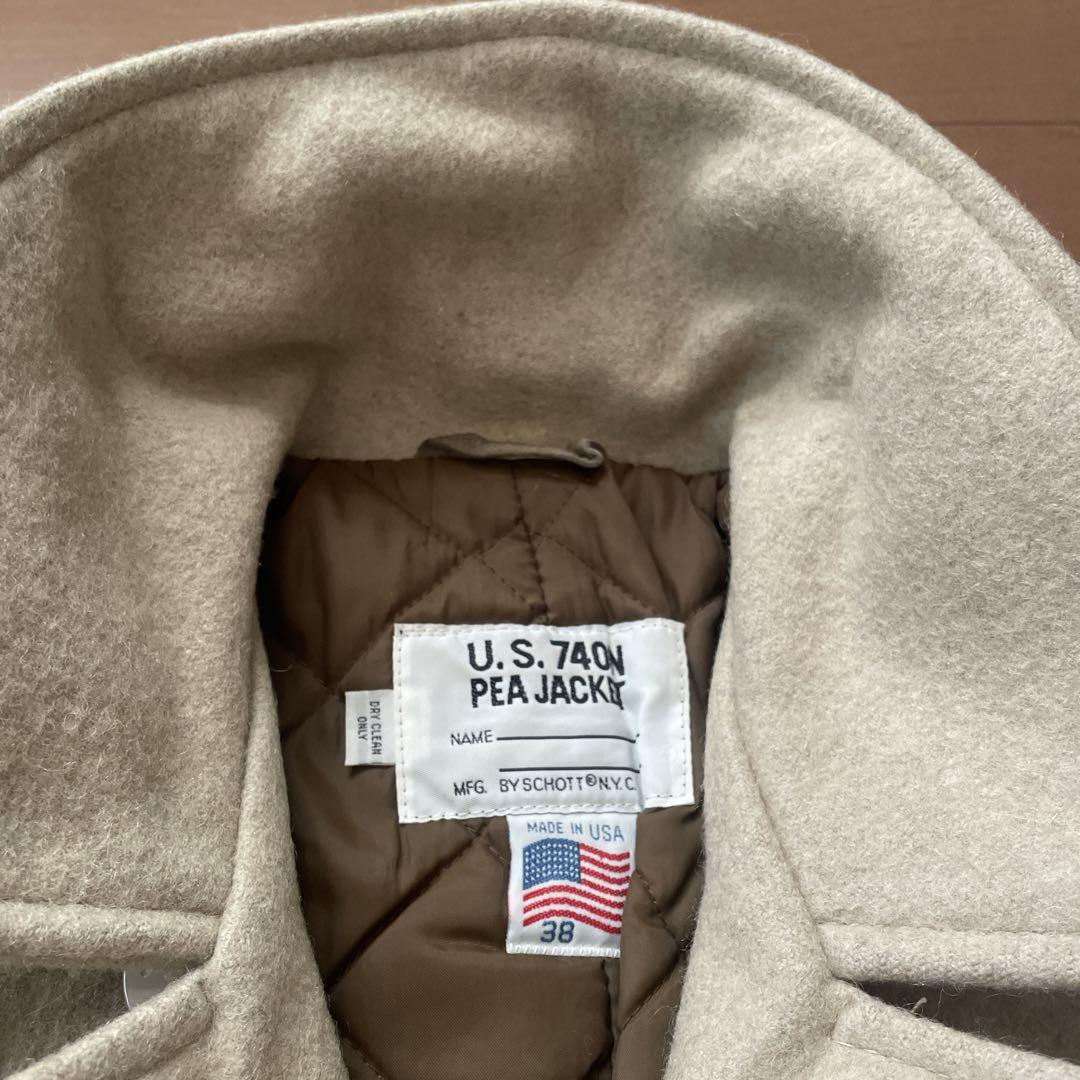 U.S. 740N
PEA JACKET
NAME
MFG. BY SCHOTT® N.Y.C.
DRY CLEAN
ONLY
MADE IN USA
38